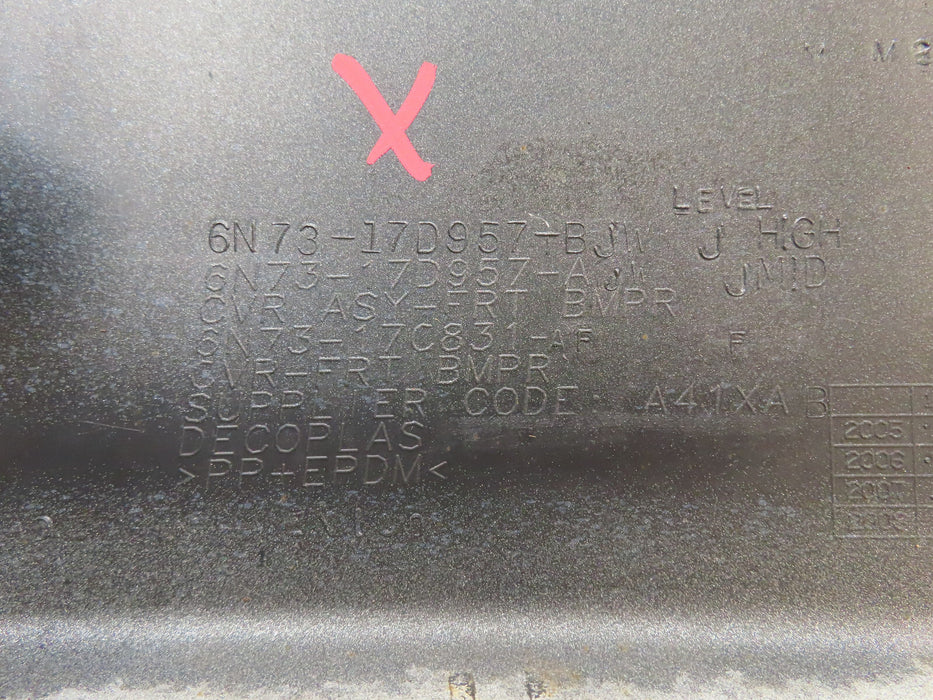 X
LEVEL
6N73-17D957-BJW J HIGH
6N73-17D957-AJW J MID
CVR ASY-FRT BMPR
6N73-17C831-AF F
CVR-FRT BMPR
SUPPLIER CODE: A41XA B
DECOPLAS
>PP+EPDM<
2005
2006
2007
2008